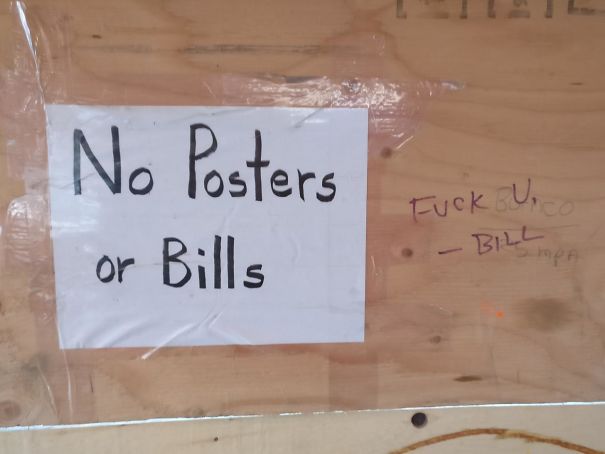 No Posters
or Bills
FUCK U.
– BILL